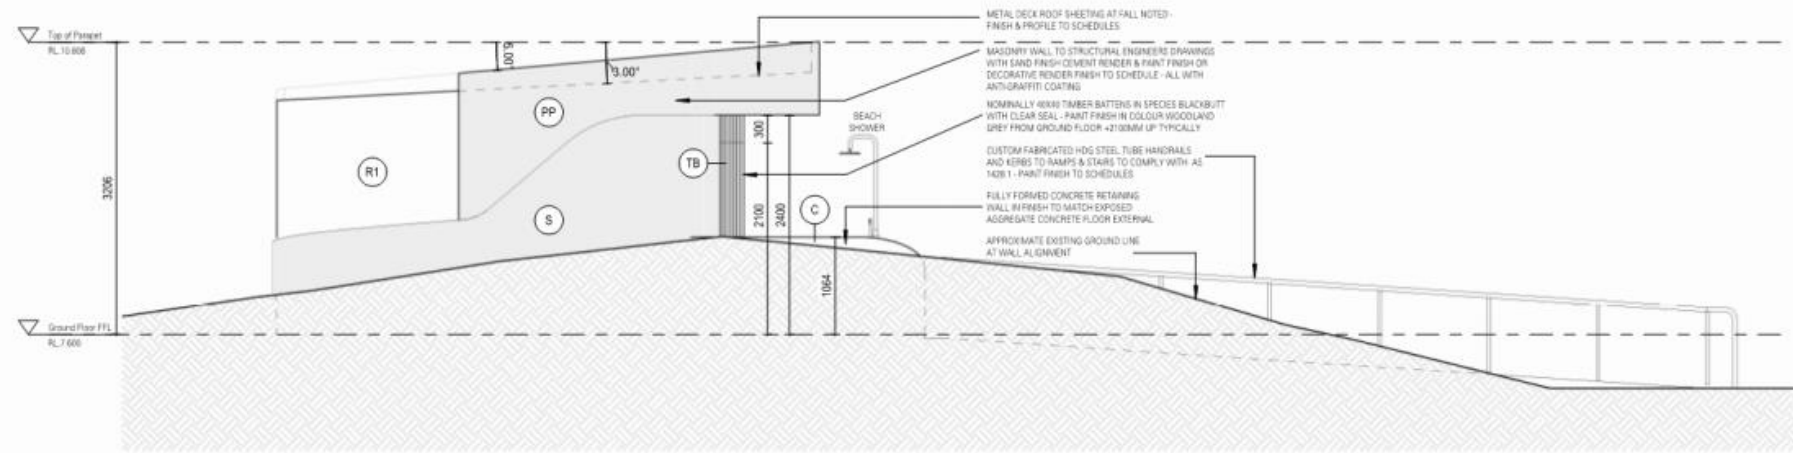 Top of Parapet
RL.10.806
5.00°
3.00°
METAL DECK ROOF SHEETING AT FALL NOTED -
FINISH & PROFILE TO SCHEDULES
MASONRY WALL TO STRUCTURAL ENGINEERS DRAWINGS
WITH SAND FINISH CEMENT RENDER & PAINT FINISH OR
DECORATIVE RENDER FINISH TO SCHEDULE - ALL WITH
ANTI-GRAFFITI COATING
NOMINALLY 40X40 TIMBER BATTENS IN SPECIES BLACKBUTT
WITH CLEAR SEAL - PAINT FINISH IN COLOUR WOODLAND
GREY FROM GROUND FLOOR +2100MM UP TYPICALLY
CUSTOM FABRICATED HDG STEEL TUBE HANDRAILS
AND KERBS TO RAMPS & STAIRS TO COMPLY WITH AS
1428.1 - PAINT FINISH TO SCHEDULES
FULLY FORMED CONCRETE RETAINING
WALL IN FINISH TO MATCH EXPOSED
AGGREGATE CONCRETE FLOOR EXTERNAL
APPROXIMATE EXISTING GROUND LINE
AT WALL ALIGNMENT
BEACH
SHOWER
PP
R1
TB
S
C
300
2100
2400
1064
3206
Ground Floor FFL
RL.7.600